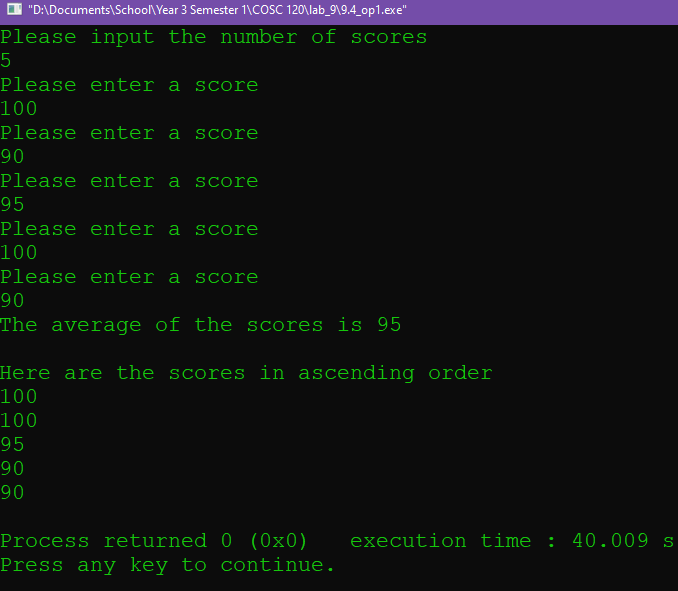 "D:\Documents\School\Year 3 Semester 1\COSC 120\lab_9\9.4_op1.exe"
Please input the number of scores
5
Please enter a score
100
Please enter a score
90
Please enter a score
95
Please enter a score
100
Please enter a score
90
The average of the scores is 95
Here are the scores in ascending order
100
100
95
90
90
Process returned 0 (0x0)   execution time : 40.009 s
Press any key to continue.